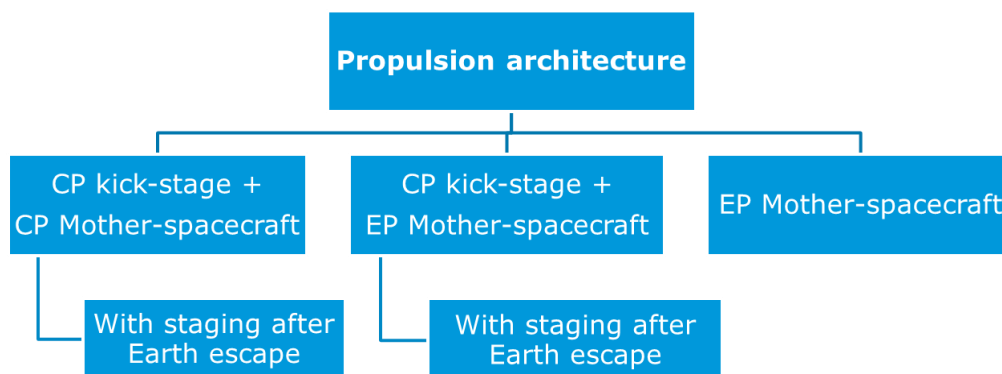 Propulsion architecture
CP kick-stage +
CP Mother-spacecraft
CP kick-stage +
EP Mother-spacecraft
EP Mother-spacecraft
With staging after
Earth escape
With staging after
Earth escape